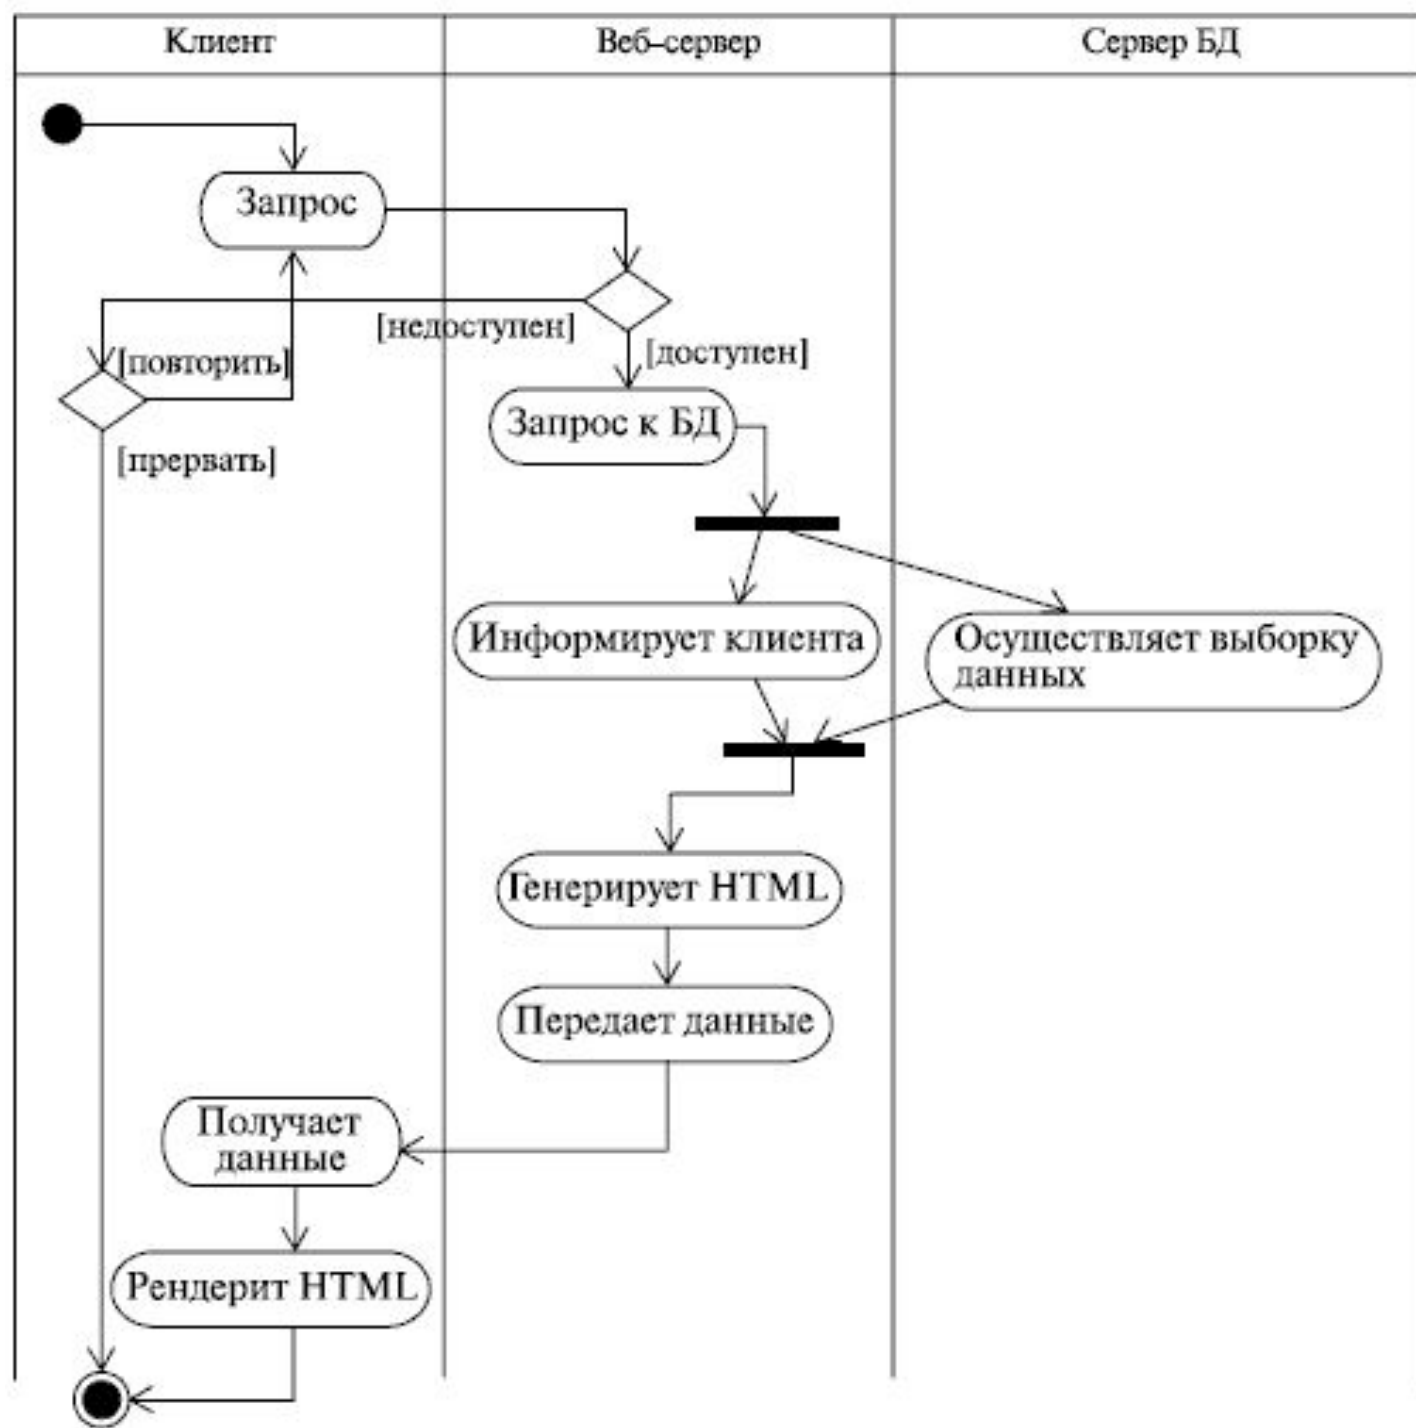 Клиент
Веб-сервер
Сервер БД
Запрос
[недоступен]
[доступен]
[повторить]
[прервать]
Запрос к БД
Информирует клиента
Осуществляет выборку
данных
Генерирует HTML
Передает данные
Получает
данные
Рендерит HTML